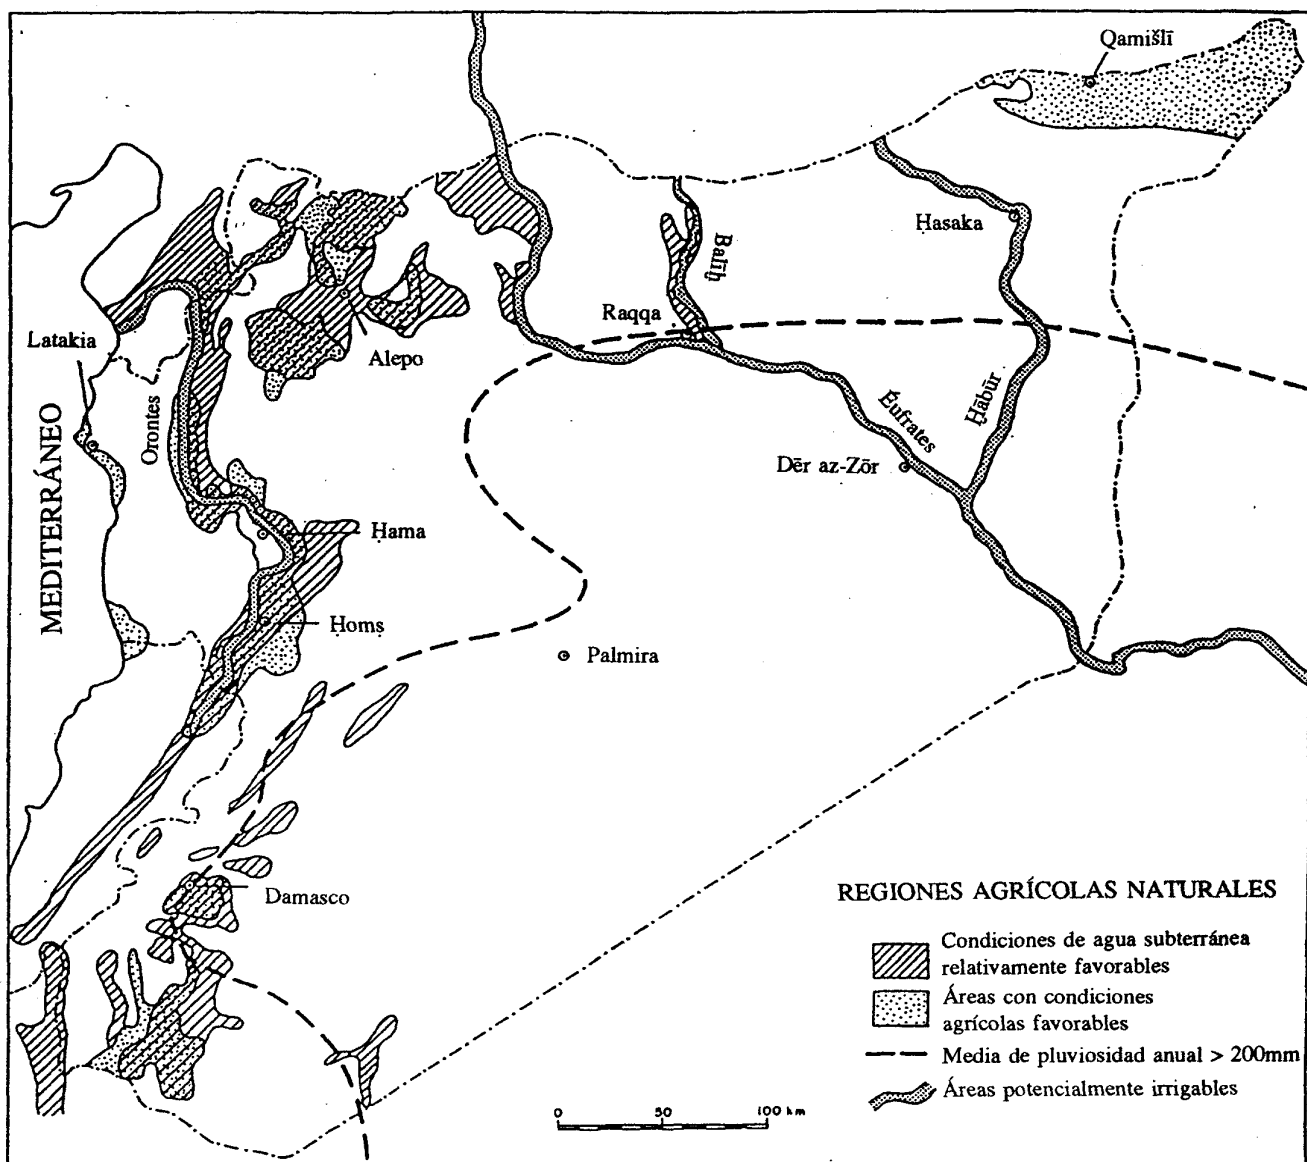 Qamišlī
Ḥasaka
Balīḫ
Raqqa
Latakia
Alepo
Orontes
MEDITERRÁNEO
Éufrates
Ḫābūr
Dēr az-Zōr
Ḥama
Ḥomṣ
Palmira
Damasco
REGIONES AGRÍCOLAS NATURALES
Condiciones de agua subterránea
relativamente favorables
Áreas con condiciones
agrícolas favorables
Media de pluviosidad anual > 200mm
Áreas potencialmente irrigables
0 50 100 km